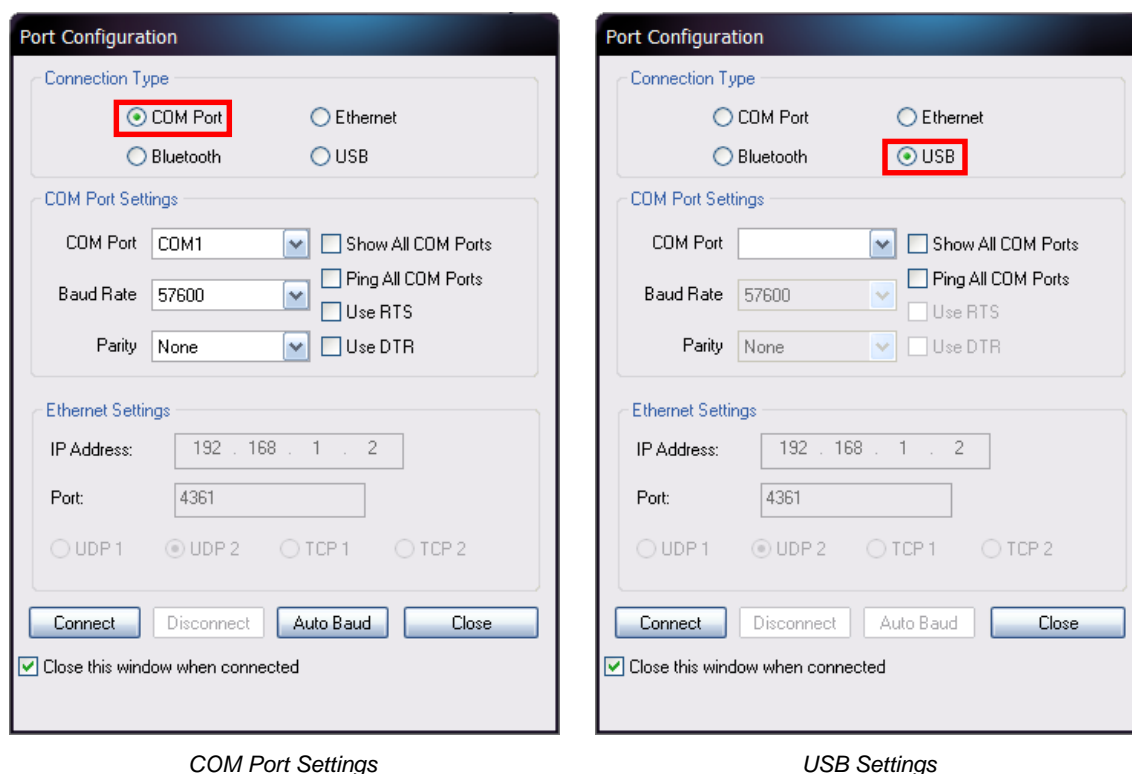 Port Configuration
Connection Type
COM Port Ethernet
Bluetooth USB
COM Port Settings
COM Port COM1 Show All COM Ports
Ping All COM Ports
Baud Rate 57600
Use RTS
Parity None Use DTR
Ethernet Settings
IP Address: 192 . 168 . 1 . 2
Port: 4361
UDP 1 UDP 2 TCP 1 TCP 2
Connect Disconnect Auto Baud Close
Close this window when connected
COM Port Settings
Port Configuration
Connection Type
COM Port Ethernet
Bluetooth USB
COM Port Settings
COM Port Show All COM Ports
Ping All COM Ports
Baud Rate 57600
Use RTS
Parity None Use DTR
Ethernet Settings
IP Address: 192 . 168 . 1 . 2
Port: 4361
UDP 1 UDP 2 TCP 1 TCP 2
Connect Disconnect Auto Baud Close
Close this window when connected
USB Settings